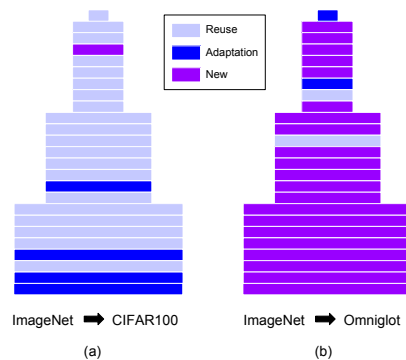 Reuse
Adaptation
New
ImageNet CIFAR100
ImageNet Omniglot
(a)
(b)